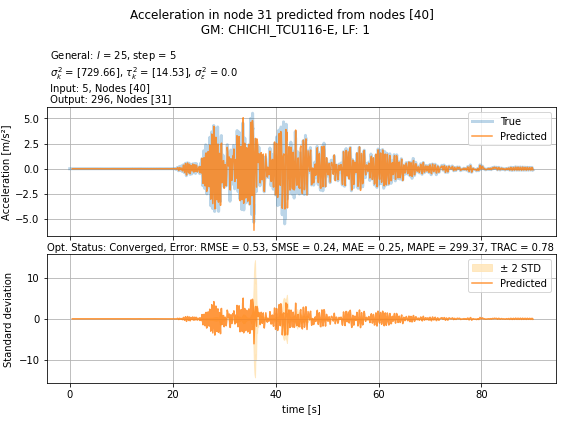 Acceleration in node 31 predicted from nodes [40]
GM: CHICHI_TCU116-E, LF: 1
General: l = 25, step = 5
σ²ₖ = [729.66], τ²ₖ = [14.53], σ²ε = 0.0
Input: 5, Nodes [40]
Output: 296, Nodes [31]
Acceleration [m/s²]
5.0
2.5
0.0
−2.5
−5.0
True
Predicted
Opt. Status: Converged, Error: RMSE = 0.53, SMSE = 0.24, MAE = 0.25, MAPE = 299.37, TRAC = 0.78
Standard deviation
10
0
−10
± 2 STD
Predicted
0 20 40 60 80
time [s]